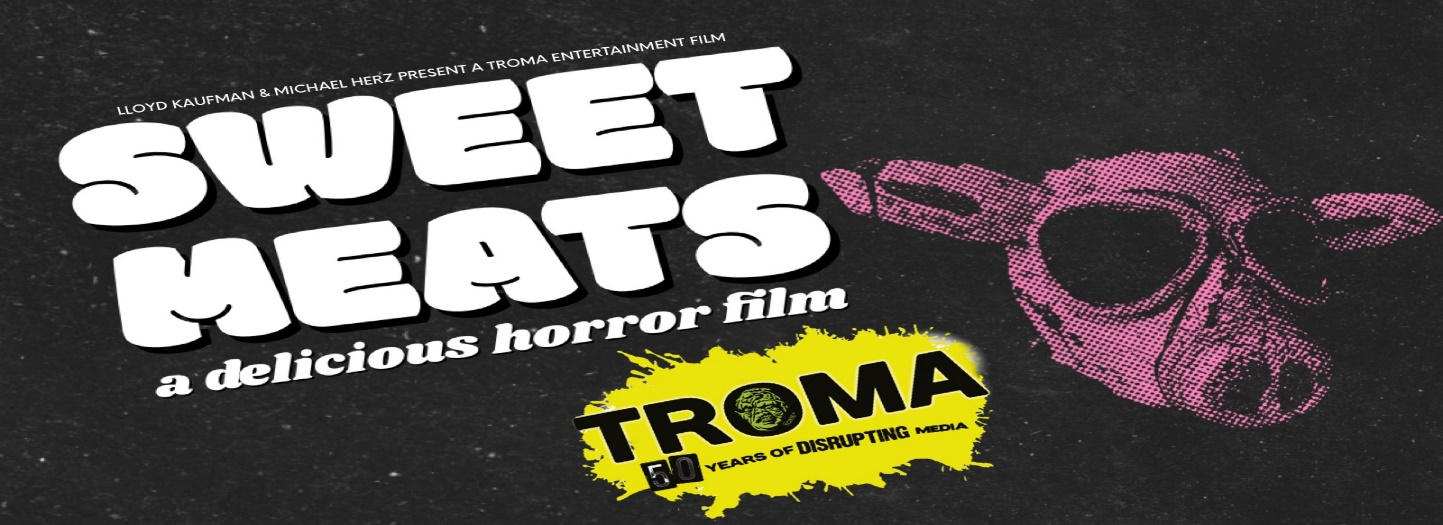 LLOYD KAUFMAN & MICHAEL HERZ PRESENT A TROMA ENTERTAINMENT FILM
SWEET
MEATS
a delicious horror film
TROMA
50 YEARS OF DISRUPTING MEDIA